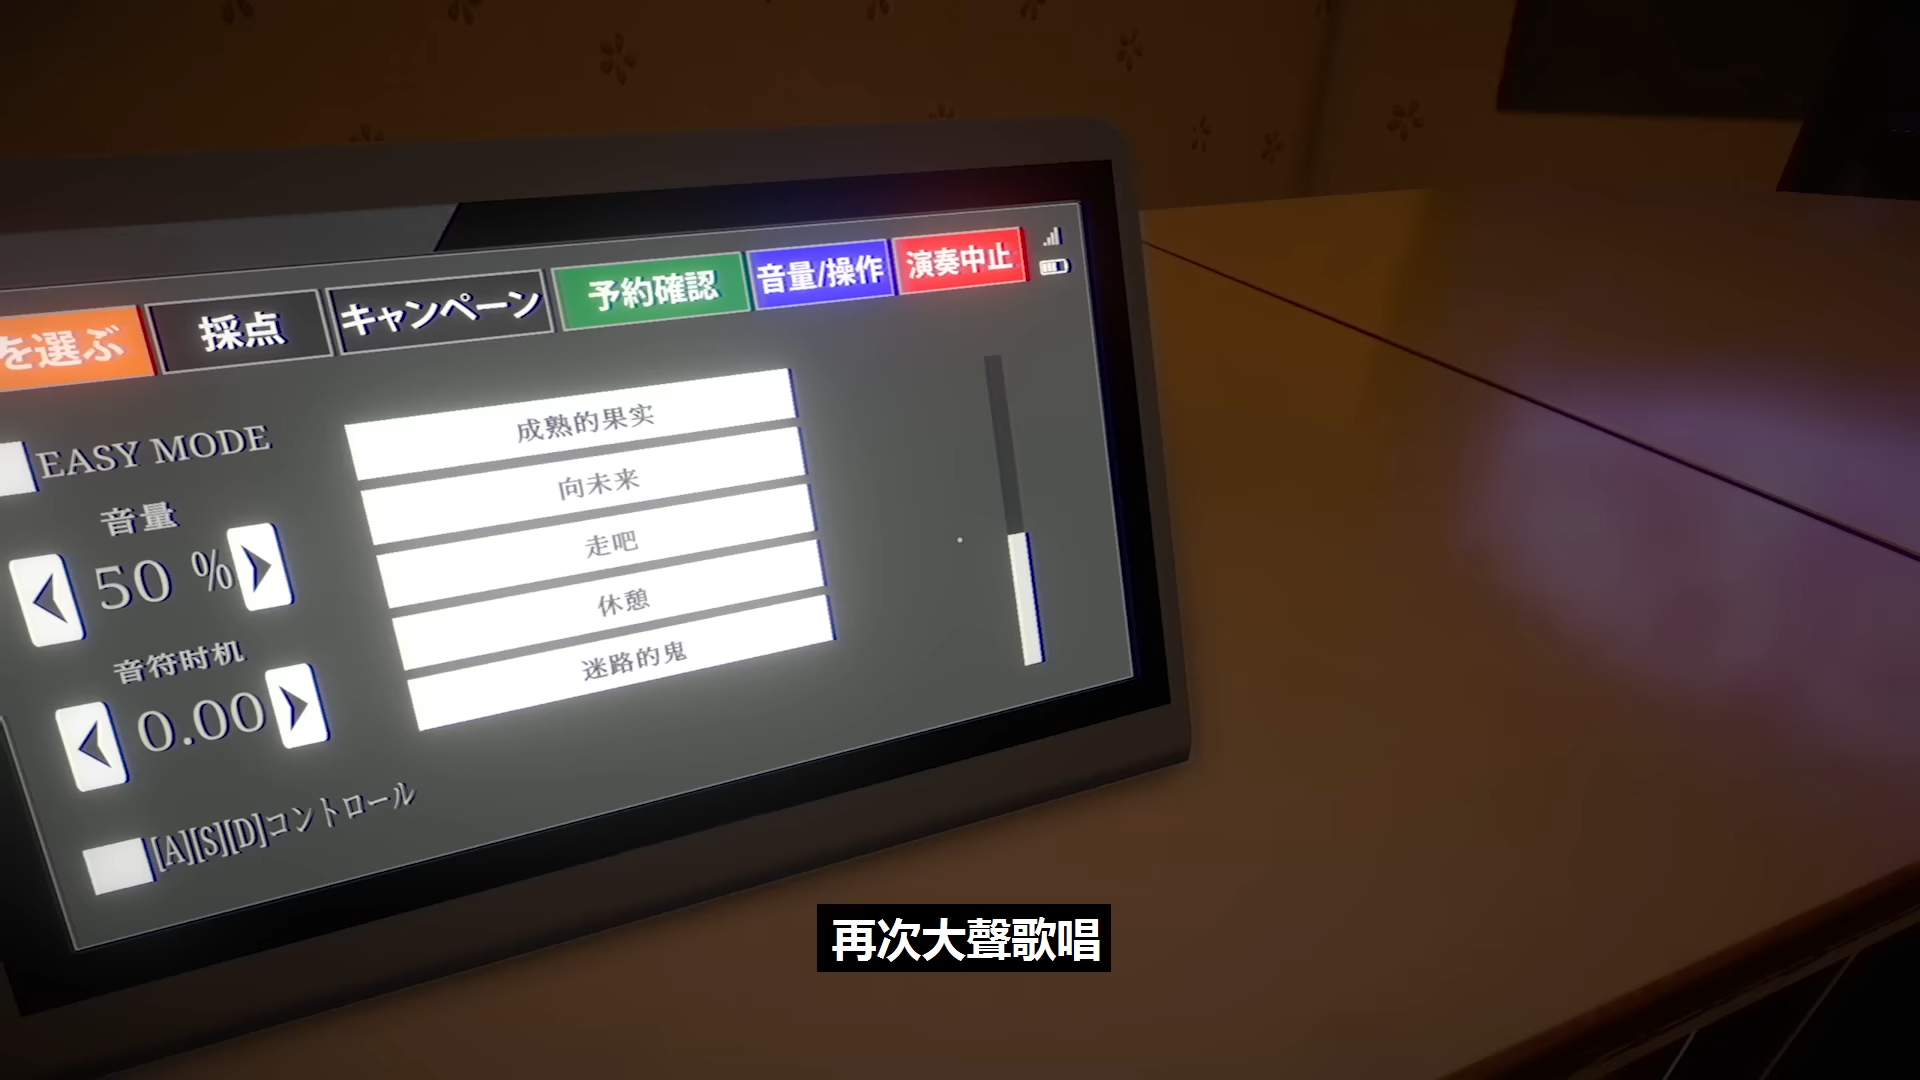 を選ぶ
採点
キャンペーン
予約確認
音量/操作
演奏中止
EASY MODE
音量
50 %
音符时机
0.00
[A][S][D]コントロール
成熟的果实
向未来
走吧
休憩
迷路的鬼
再次大聲歌唱